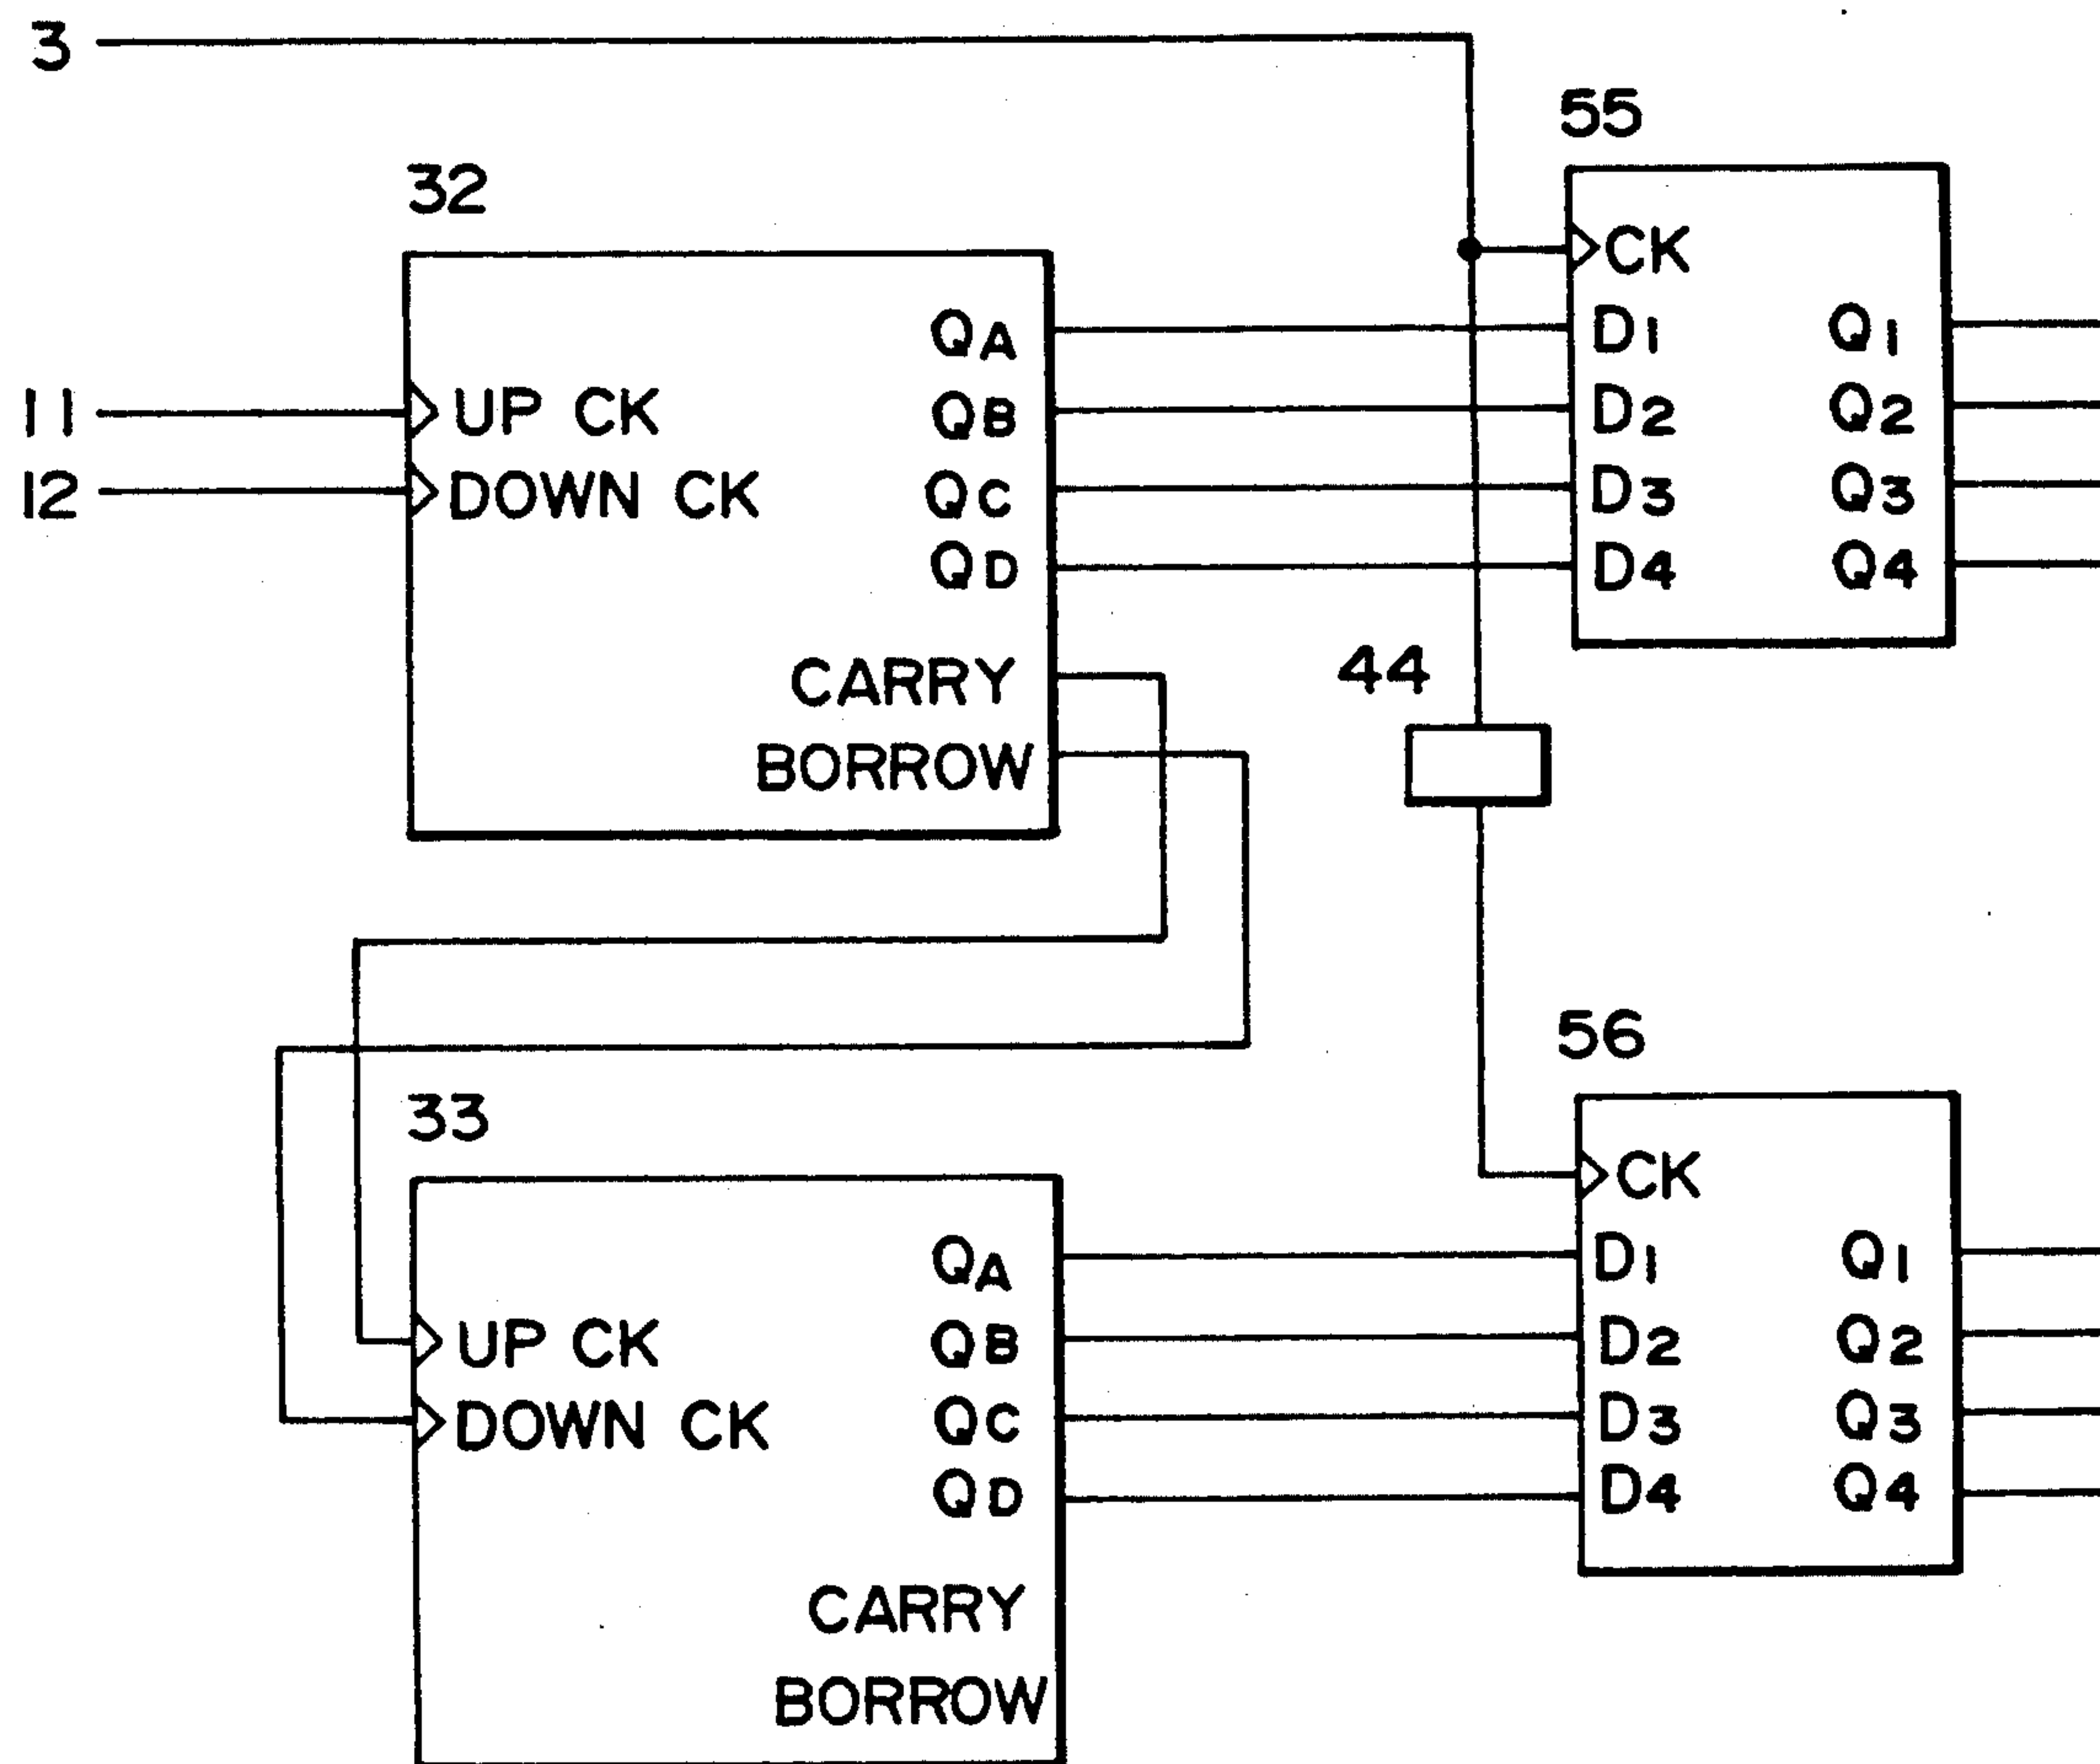 3
55
32
CK
QA
D1
Q1
11
UP CK
QB
D2
Q2
12
DOWN CK
QC
D3
Q3
QD
D4
Q4
CARRY
44
BORROW
56
33
CK
QA
D1
Q1
UP CK
QB
D2
Q2
DOWN CK
QC
D3
Q3
QD
D4
Q4
CARRY
BORROW